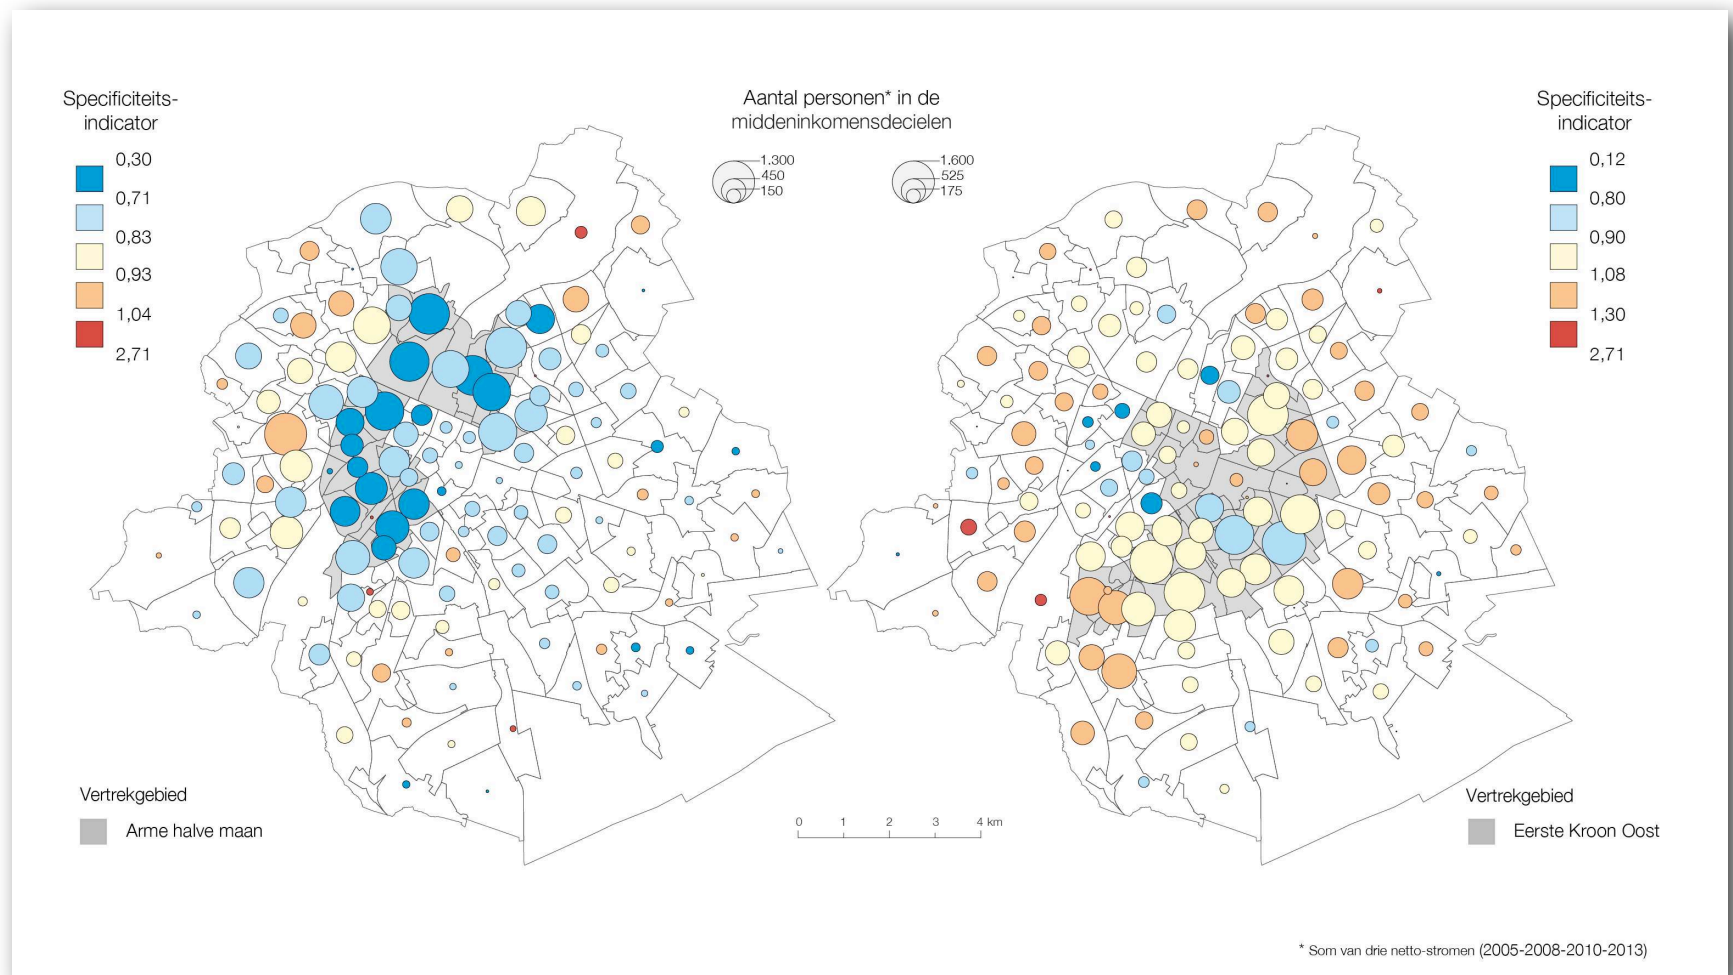 Specificiteits-
indicator
0,30
0,71
0,83
0,93
1,04
2,71
Aantal personen* in de
middeninkomensdecielen
1.300
450
150
1.600
525
175
Specificiteits-
indicator
0,12
0,80
0,90
1,08
1,30
2,71
Vertrekgebied
Arme halve maan
0 1 2 3 4 km
Vertrekgebied
Eerste Kroon Oost
* Som van drie netto-stromen (2005-2008-2010-2013)